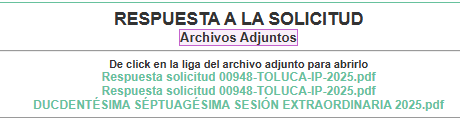 RESPUESTA A LA SOLICITUD
Archivos Adjuntos
De click en la liga del archivo adjunto para abrirlo
Respuesta solicitud 00948-TOLUCA-IP-2025.pdf
Respuesta solicitud 00948-TOLUCA-IP-2025.pdf
DUCDENTÉSIMA SÉPTUAGÉSIMA SESIÓN EXTRAORDINARIA 2025.pdf